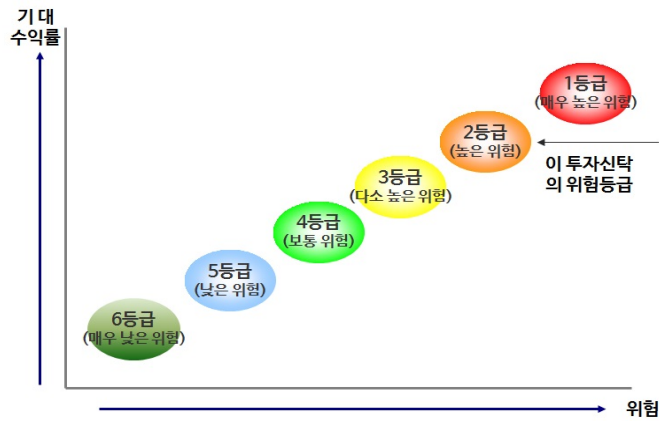 기 대
수익률
1등급
(매우 높은 위험)
2등급
(높은 위험)
이 투자신탁
의 위험등급
3등급
(다소 높은 위험)
4등급
(보통 위험)
5등급
(낮은 위험)
6등급
(매우 낮은 위험)
위험